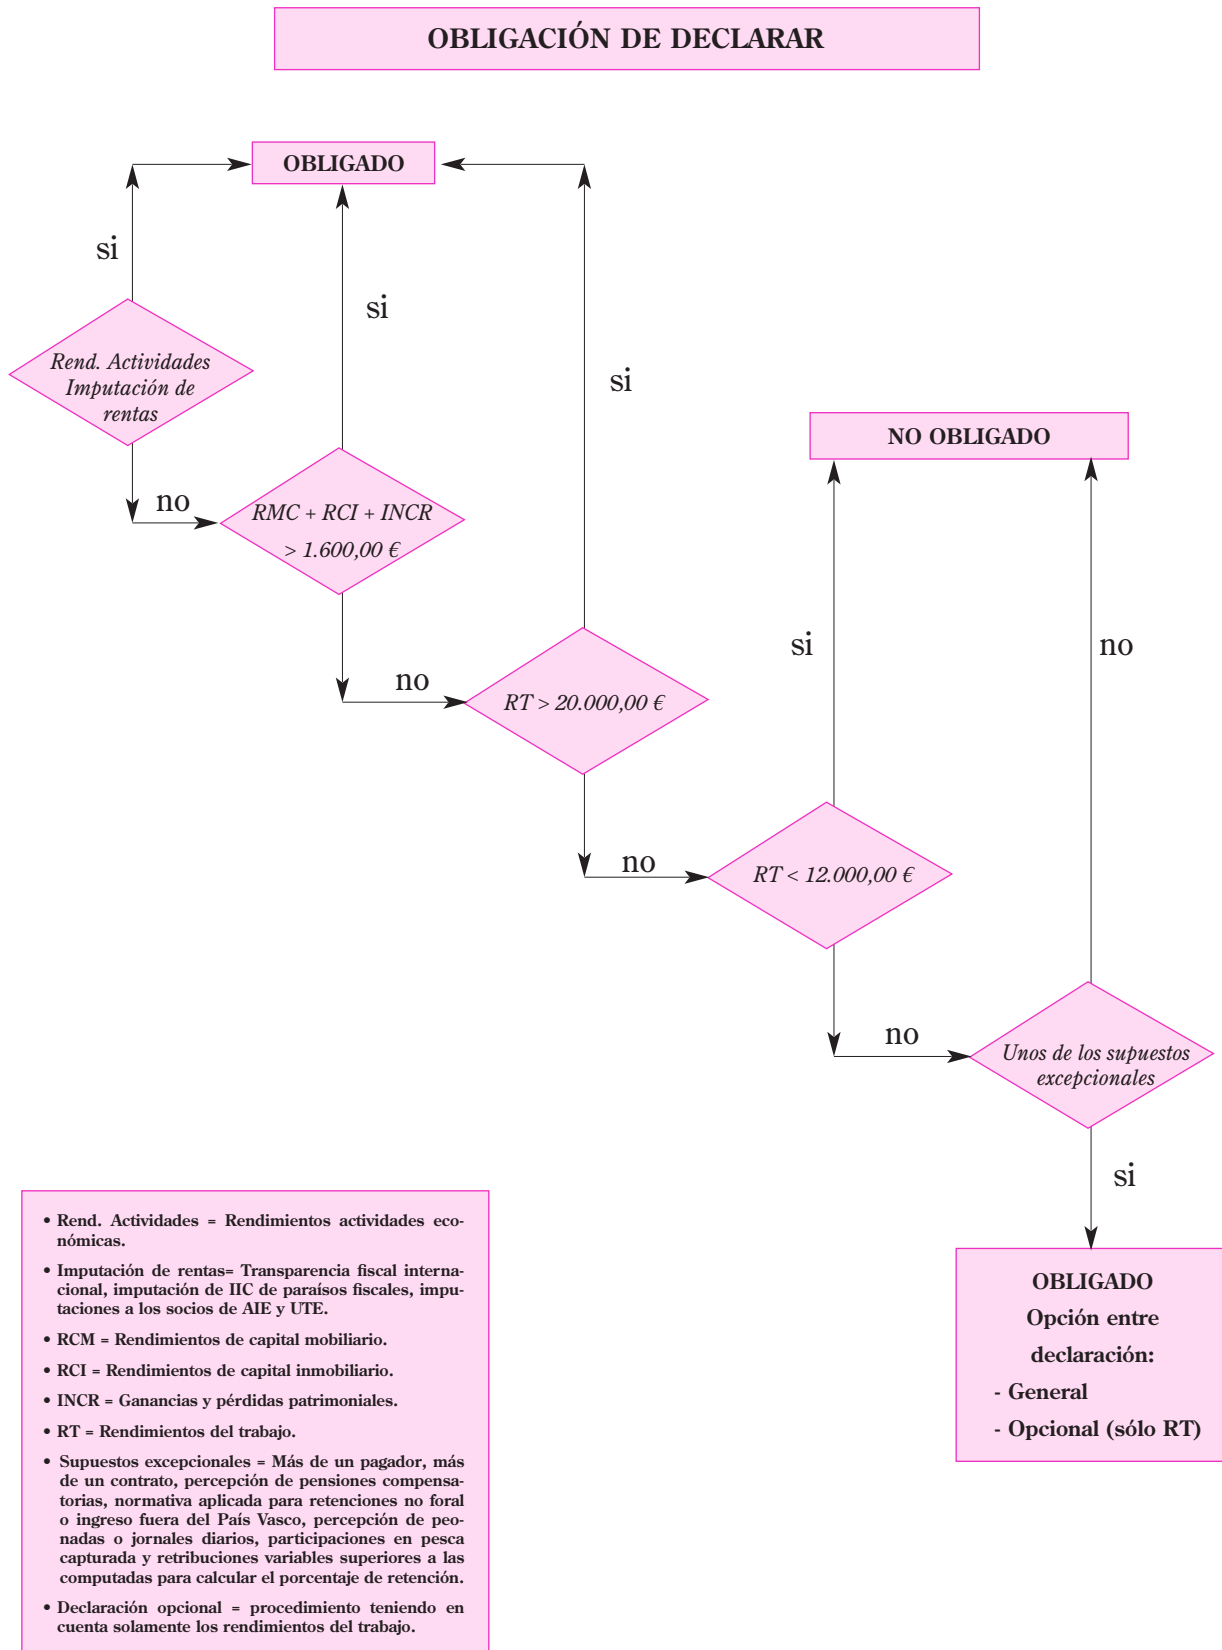 OBLIGACIÓN DE DECLARAR
OBLIGADO
si
si
si
Rend. Actividades
Imputación de
rentas
no
RMC + RCI + INCR
> 1.600,00 €
NO OBLIGADO
no
RT > 20.000,00 €
si
no
no
RT < 12.000,00 €
no
Unos de los supuestos
excepcionales
si
OBLIGADO
Opción entre
declaración:
- General
- Opcional (sólo RT)
• Rend. Actividades = Rendimientos actividades eco-
nómicas.
• Imputación de rentas= Transparencia fiscal interna-
cional, imputación de IIC de paraísos fiscales, impu-
taciones a los socios de AIE y UTE.
• RCM = Rendimientos de capital mobiliario.
• RCI = Rendimientos de capital inmobiliario.
• INCR = Ganancias y pérdidas patrimoniales.
• RT = Rendimientos del trabajo.
• Supuestos excepcionales = Más de un pagador, más
de un contrato, percepción de pensiones compensa-
torias, normativa aplicada para retenciones no foral
o ingreso fuera del País Vasco, percepción de peo-
nadas o jornales diarios, participaciones en pesca
capturada y retribuciones variables superiores a las
computadas para calcular el porcentaje de retención.
• Declaración opcional = procedimiento teniendo en
cuenta solamente los rendimientos del trabajo.